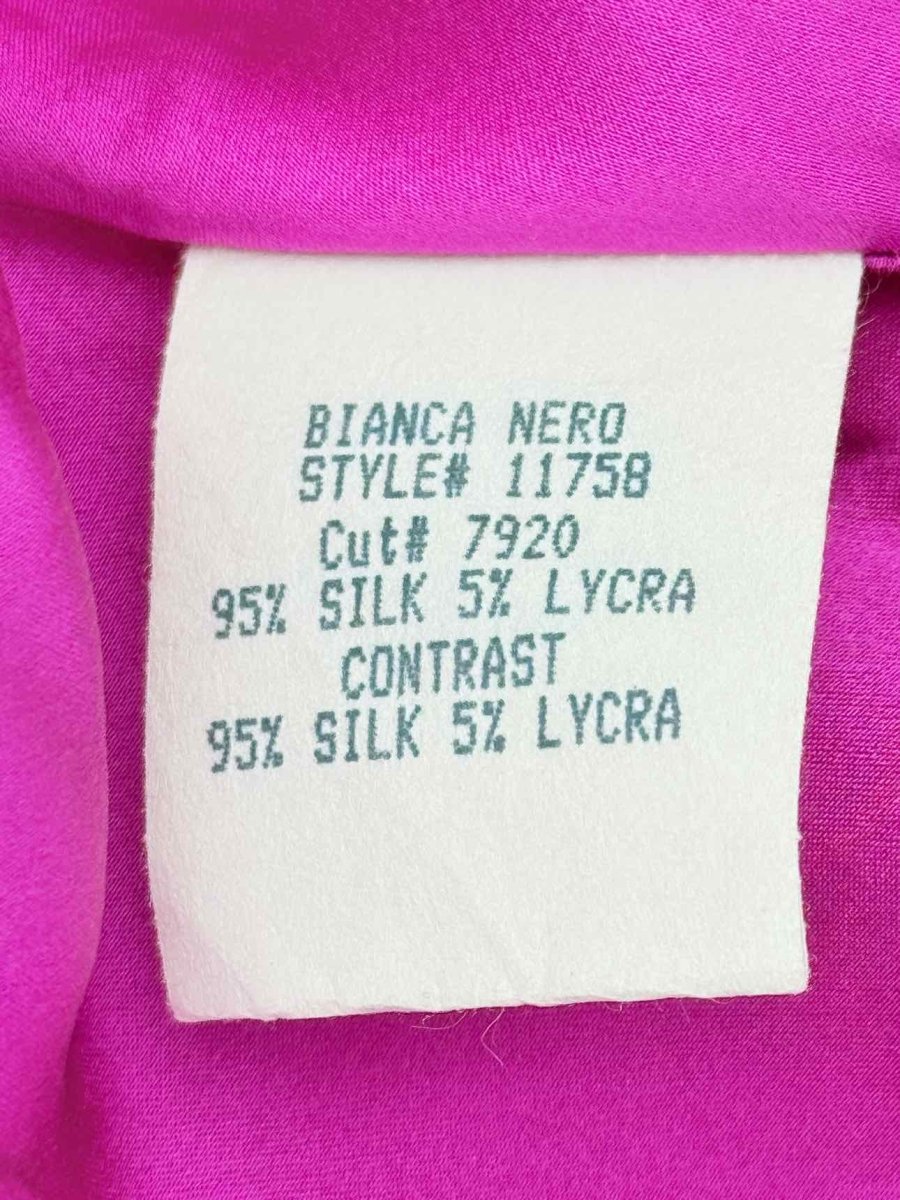 BIANCA NERO
STYLE# 11758
Cut# 7920
95% SILK 5% LYCRA
CONTRAST
95% SILK 5% LYCRA